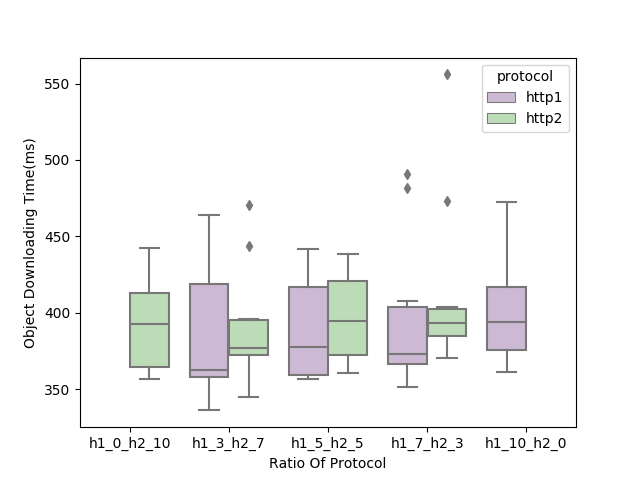 protocol
http1
http2
550
500
450
400
350
Object Downloading Time(ms)
h1_0_h2_10 h1_3_h2_7 h1_5_h2_5 h1_7_h2_3 h1_10_h2_0
Ratio Of Protocol